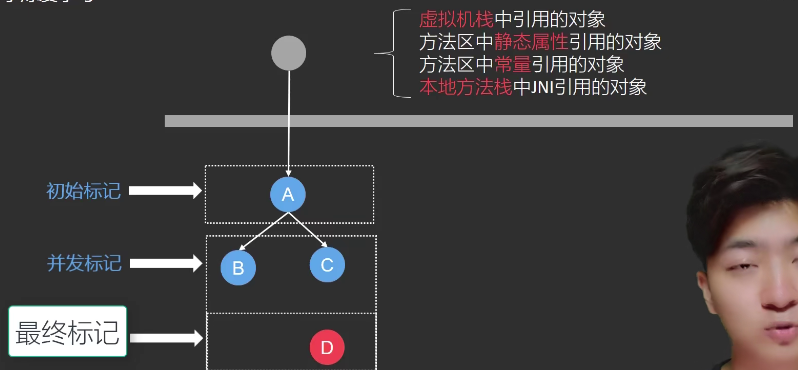 虚拟机栈中引用的对象
方法区中静态属性引用的对象
方法区中常量引用的对象
本地方法栈中JNI引用的对象
初始标记
A
并发标记
B
C
最终标记
D